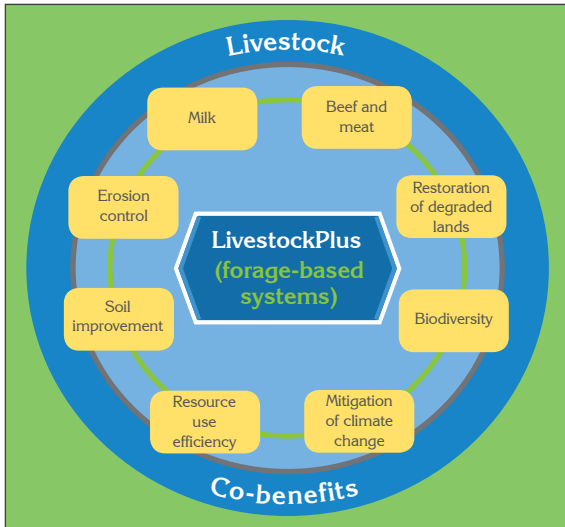 Livestock
Milk
Beef and
meat
Erosion
control
Restoration
of degraded
lands
LivestockPlus
(forage-based
systems)
Soil
improvement
Biodiversity
Resource
use
efficiency
Mitigation
of climate
change
Co-benefits